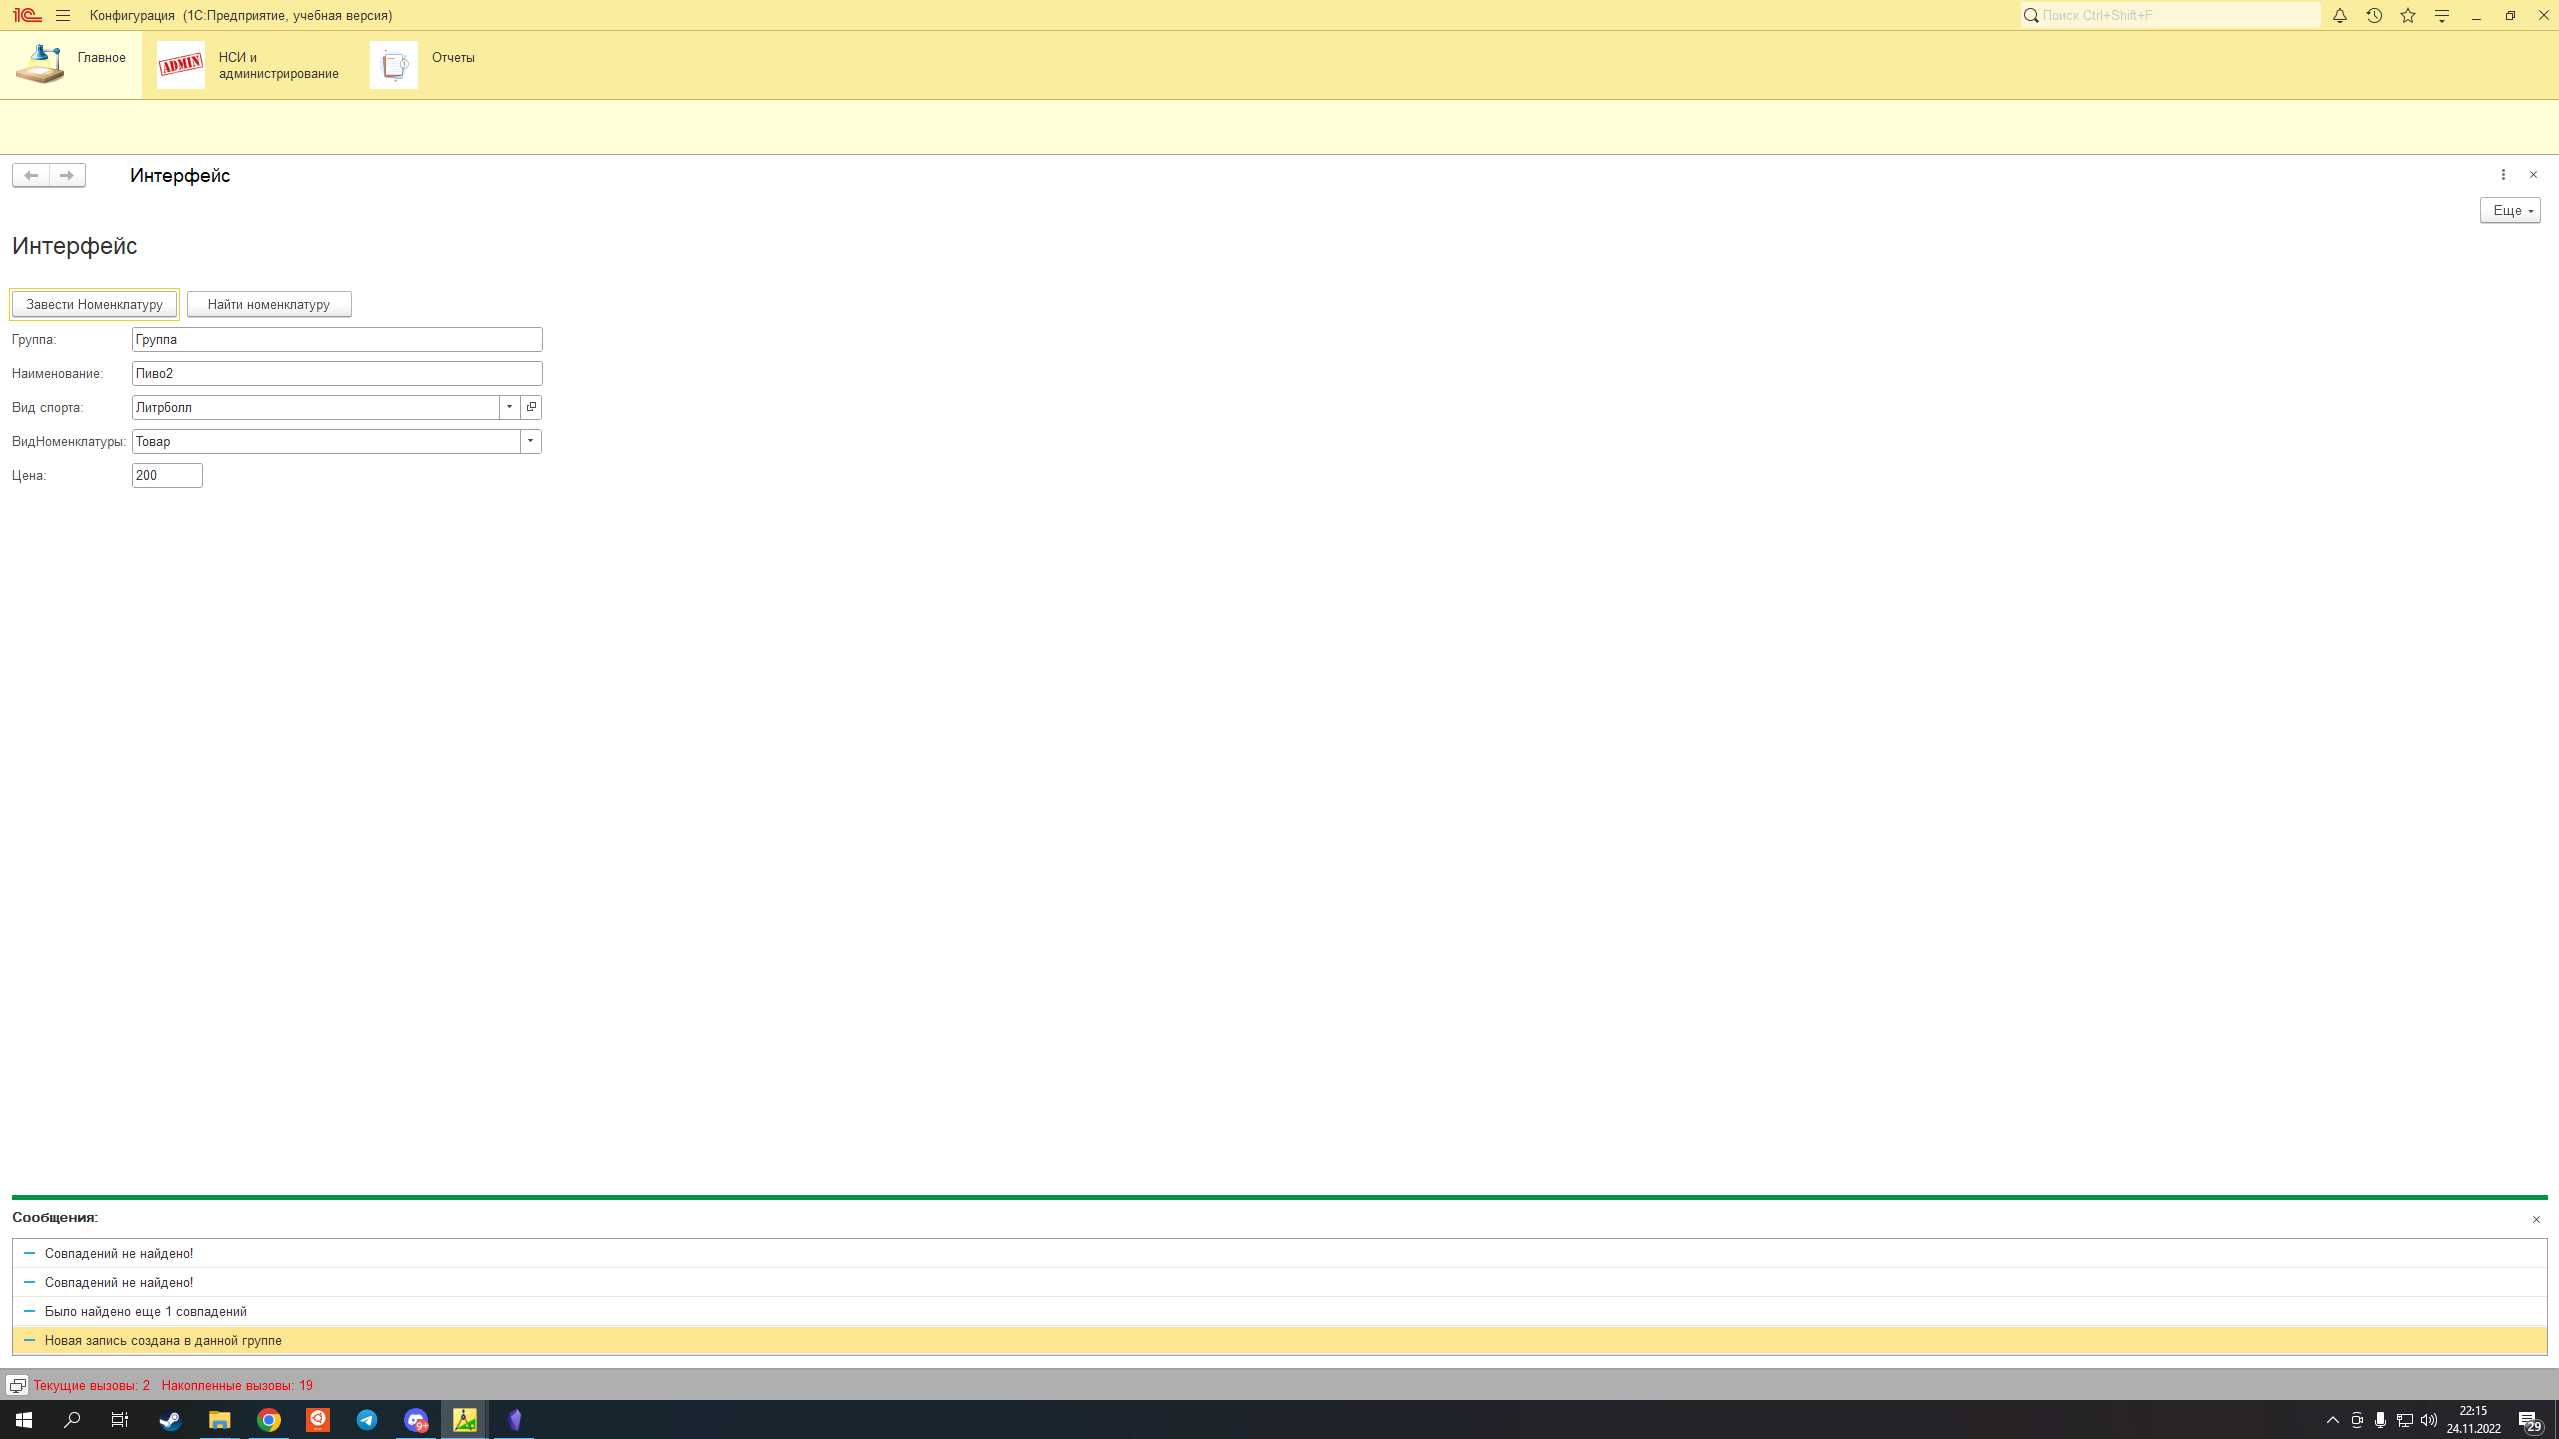 1С Конфигурация (1С:Предприятие, учебная версия)
Поиск Ctrl+Shift+F
Главное
ADMIN
НСИ и
администрирование
Отчеты
Интерфейс
Еще
Интерфейс
Завести Номенклатуру
Найти номенклатуру
Группа: Группа
Наименование: Пиво2
Вид спорта: Литрболл
ВидНоменклатуры: Товар
Цена: 200
Сообщения:
Совпадений не найдено!
Совпадений не найдено!
Было найдено еще 1 совпадений
Новая запись создана в данной группе
Текущие вызовы: 2 Накопленные вызовы: 19
9+
22:15
24.11.2022
29